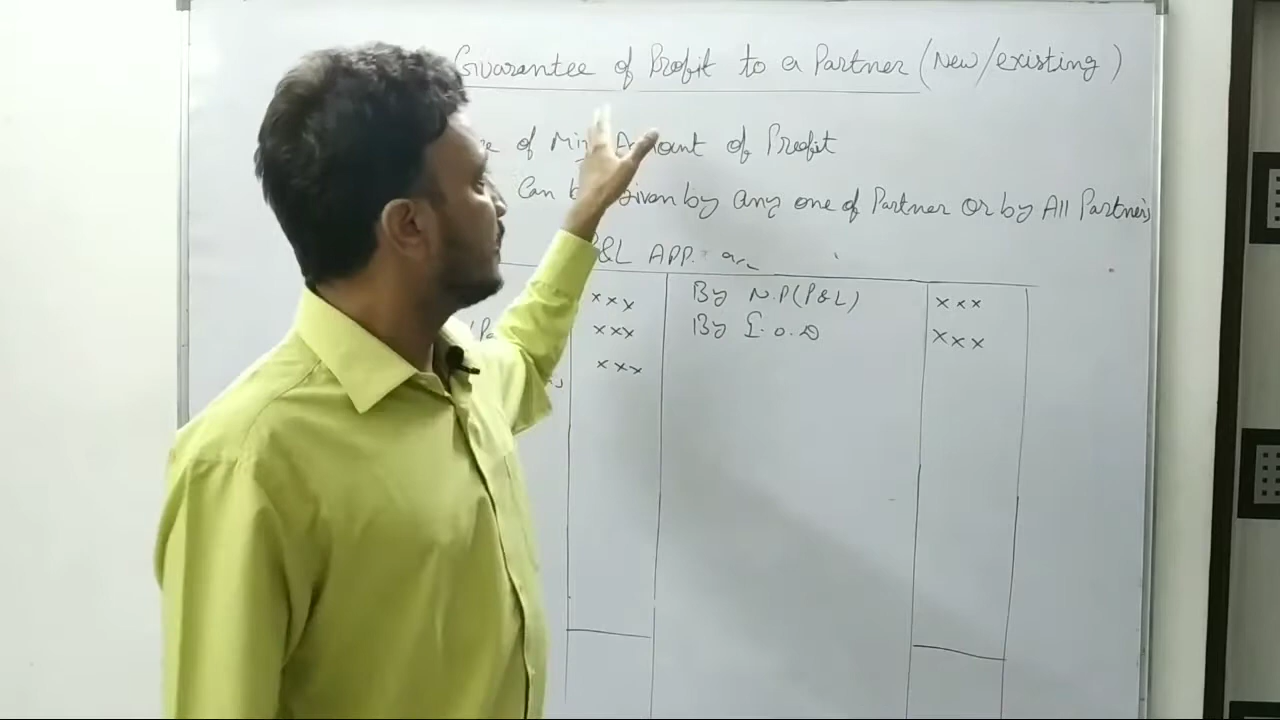 Guarantee of Profit to a Partner (New/existing)
of Min Amount of Profit
Can be Given by any one of Partner or by All Partners
P&L APP. a/c
xxx By N.P(P&L) xxx
xxx By I.O.D xxx
xxx